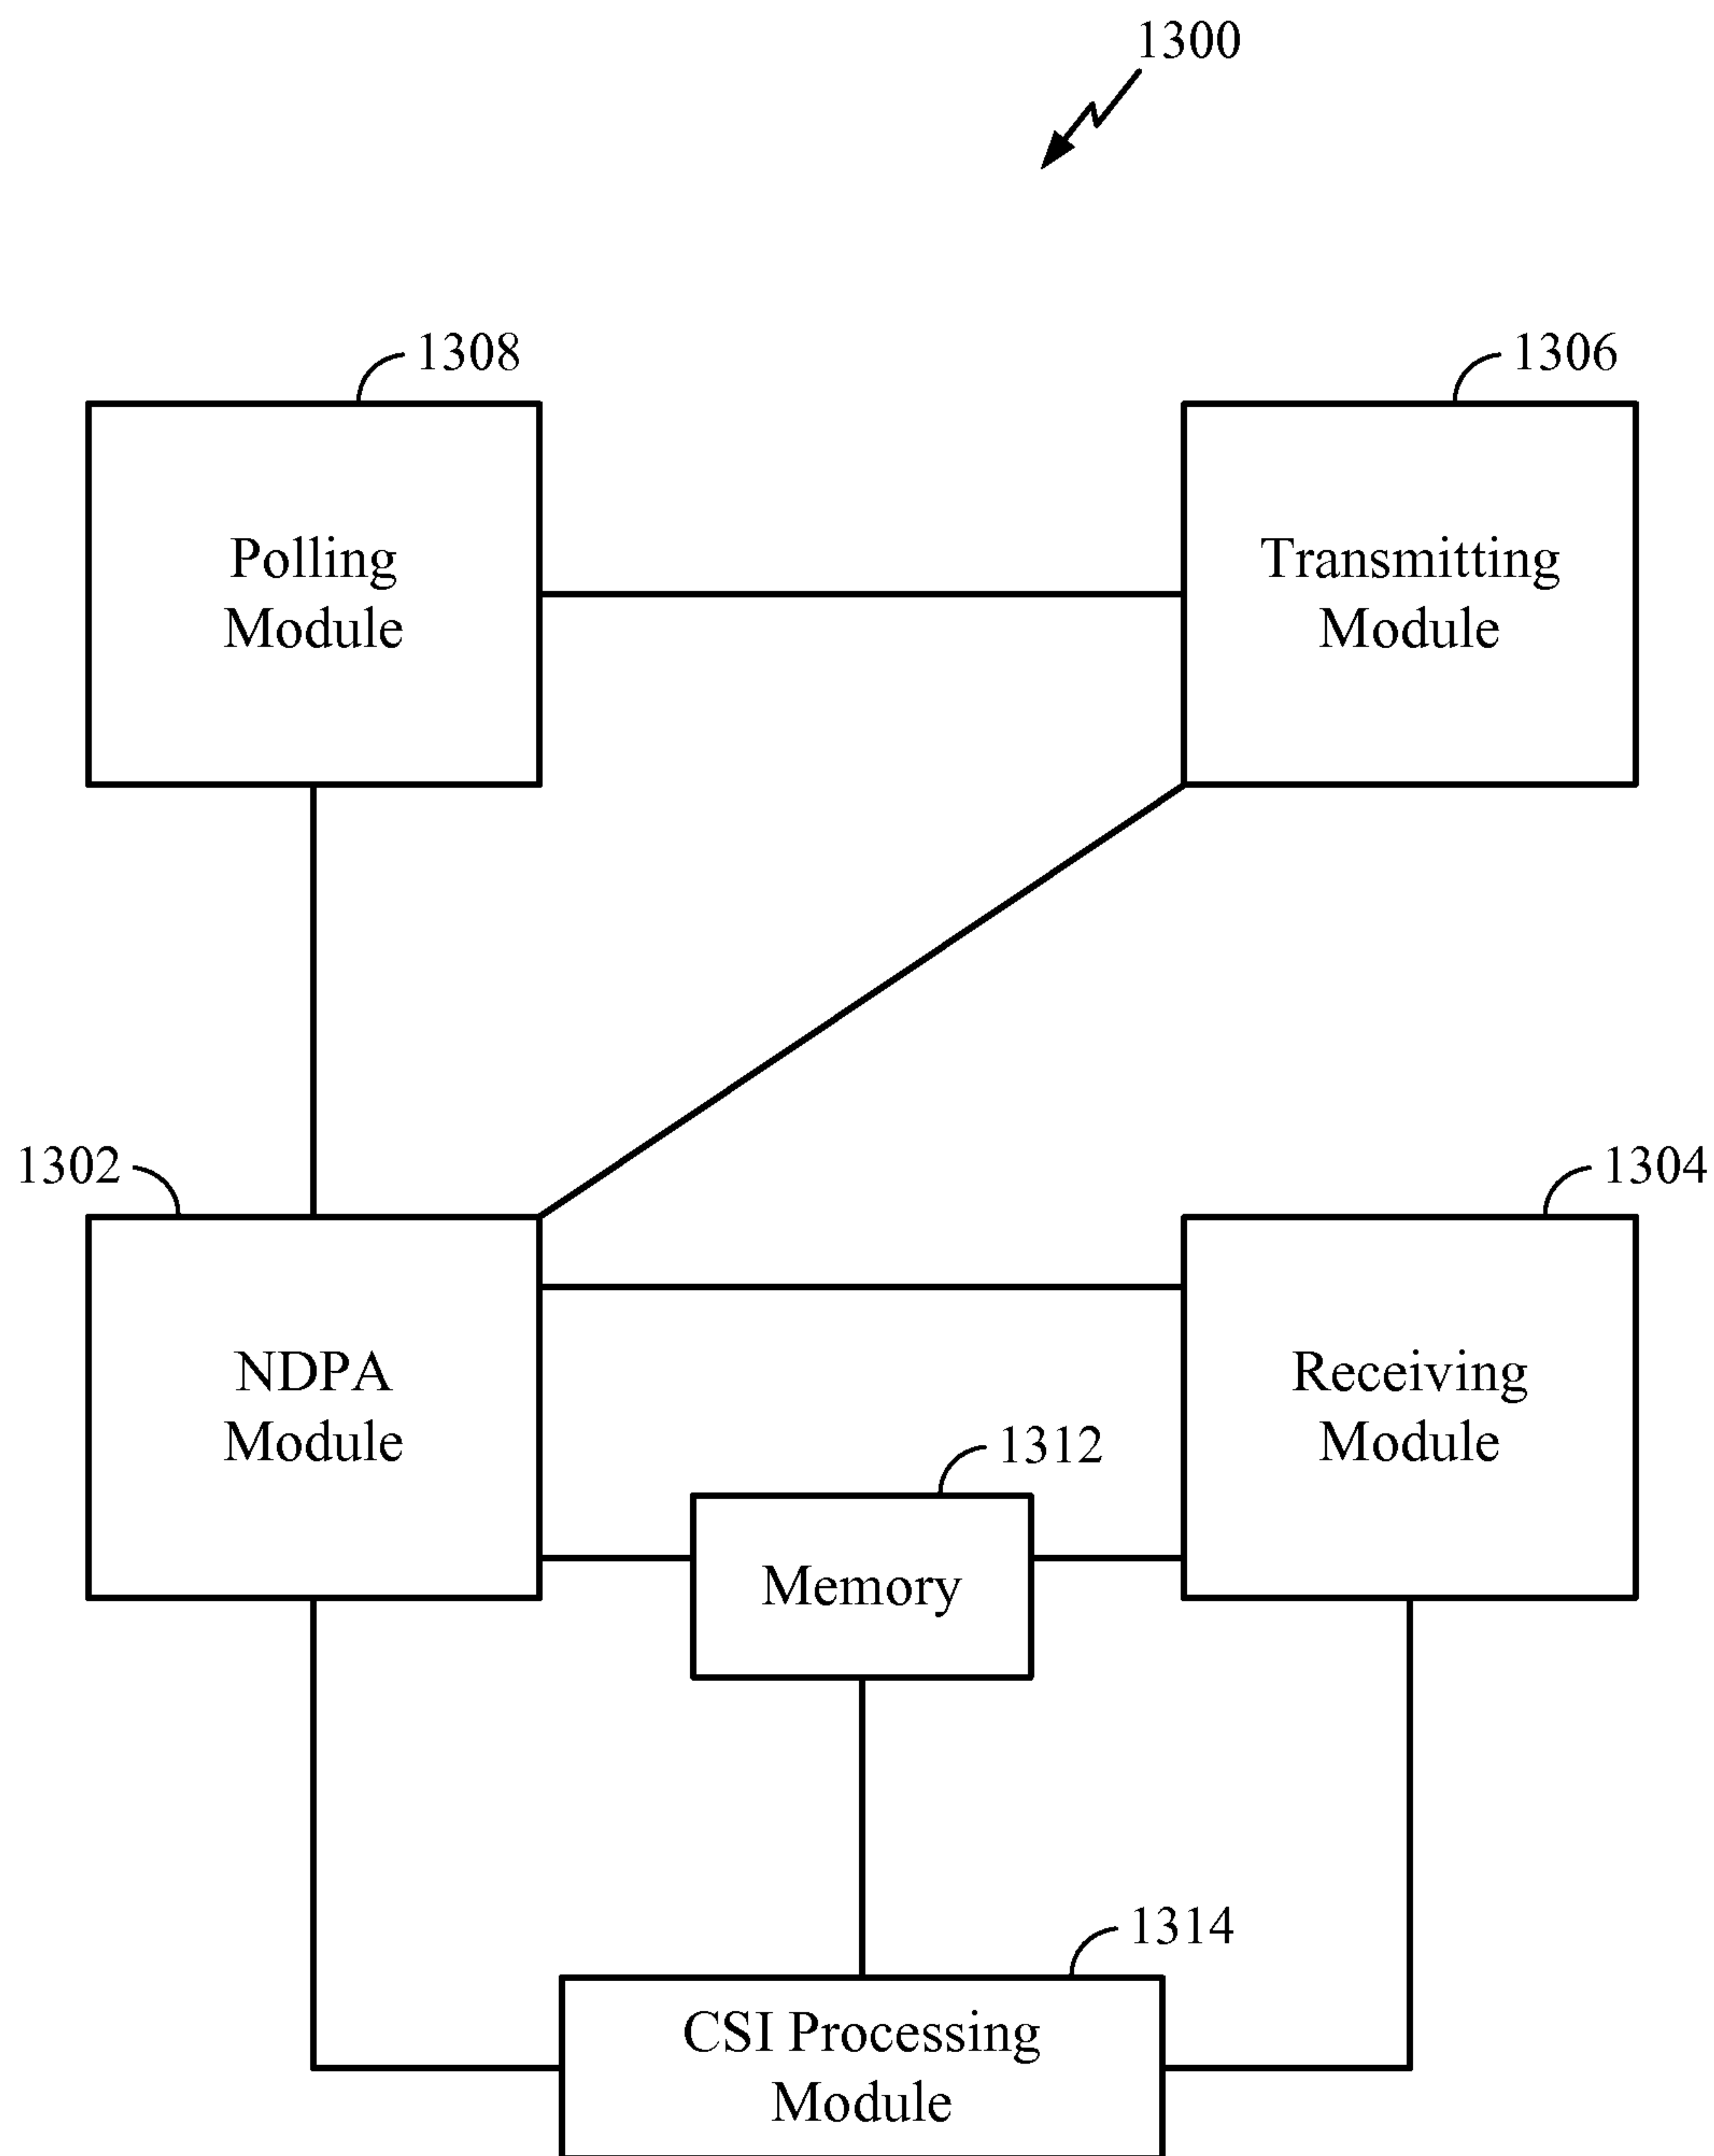 1300
1308
1306
Polling
Module
Transmitting
Module
1302
1304
NDPA
Module
Receiving
Module
1312
Memory
1314
CSI Processing
Module